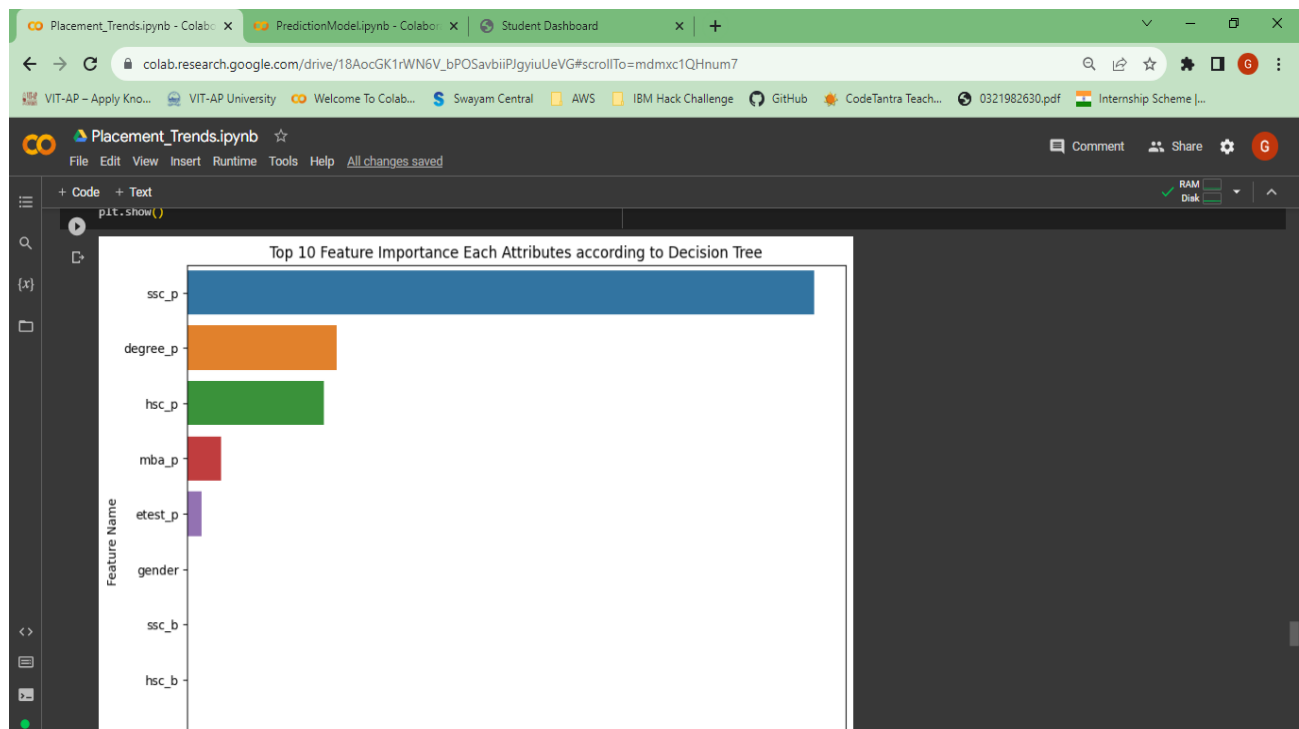 Placement_Trends.ipynb - Colabo
PredictionModel.ipynb - Colabor
Student Dashboard
colab.research.google.com/drive/18AocGK1rWN6V_bPOSavbiiPJgyiuUeVG#scrollTo=mdmxc1QHnum7
G
VIT-AP – Apply Kno...
VIT-AP University
Welcome To Colab...
Swayam Central
AWS
IBM Hack Challenge
GitHub
CodeTantra Teach...
0321982630.pdf
Internship Scheme |...
Placement_Trends.ipynb
File Edit View Insert Runtime Tools Help All changes saved
Comment
Share
G
+ Code + Text
RAM
Disk
plt.show()
{x}
Top 10 Feature Importance Each Attributes according to Decision Tree
ssc_p
degree_p
hsc_p
mba_p
etest_p
gender
ssc_b
hsc_b
Feature Name